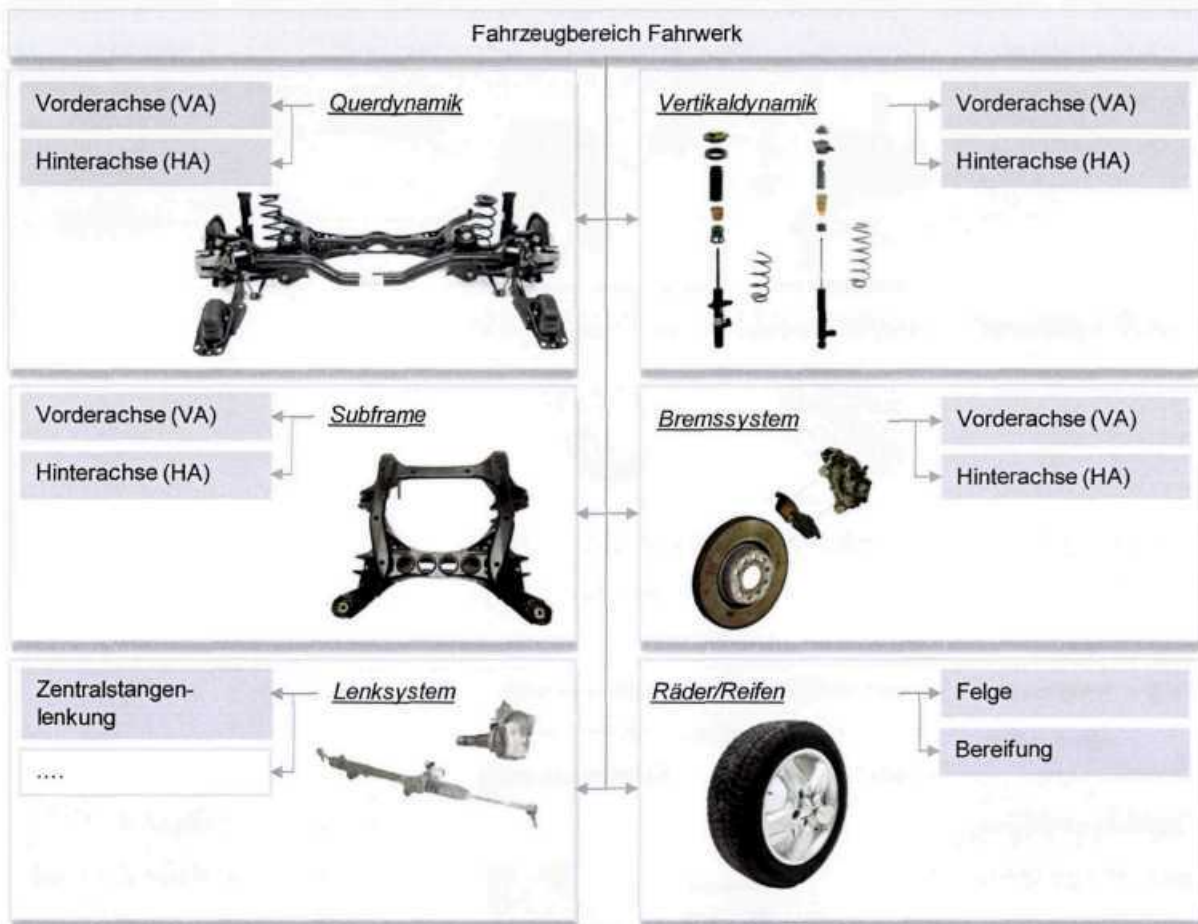 Fahrzeugbereich Fahrwerk
Vorderachse (VA)
Querdynamik
Hinterachse (HA)
Vertikaldynamik
Vorderachse (VA)
Hinterachse (HA)
Vorderachse (VA)
Subframe
Hinterachse (HA)
Bremssystem
Vorderachse (VA)
Hinterachse (HA)
Zentralstangen-
lenkung
Lenksystem
....
Räder/Reifen
Felge
Bereifung